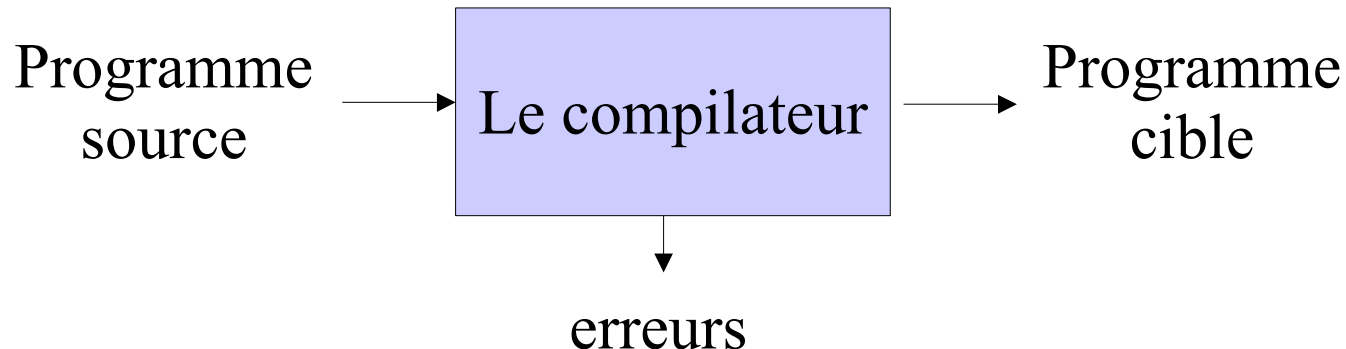 Programme
source
Le compilateur
Programme
cible
erreurs